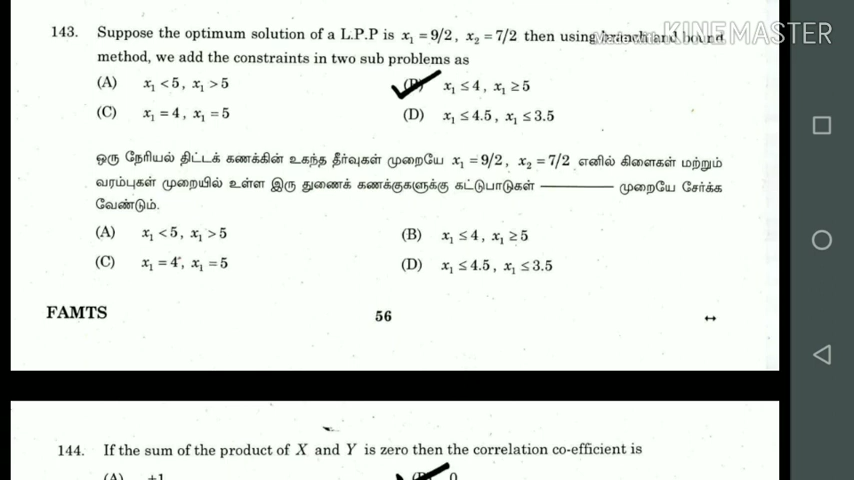 143. Suppose the optimum solution of a L.P.P is x₁ = 9/2, x₂ = 7/2 then using branch and bound
KINEMASTER
method, we add the constraints in two sub problems as
(A) x₁ < 5, x₁ > 5 (B) x₁ ≤ 4, x₁ ≥ 5
(C) x₁ = 4, x₁ = 5 (D) x₁ ≤ 4.5, x₁ ≤ 3.5
ஒரு நேரியல் திட்டக் கணக்கின் உகந்த தீர்வுகள் முறையே x₁ = 9/2, x₂ = 7/2 எனில் கிளைகள் மற்றும்
வரம்புகள் முறையில் உள்ள இரு துணைக் கணக்குகளுக்கு கட்டுபாடுகள் ———— முறையே சேர்க்க
வேண்டும்.
(A) x₁ < 5, x₁ > 5 (B) x₁ ≤ 4, x₁ ≥ 5
(C) x₁ = 4, x₁ = 5 (D) x₁ ≤ 4.5, x₁ ≤ 3.5
FAMTS 56 ↔
144. If the sum of the product of X and Y is zero then the correlation co-efficient is
(A) +1 (B) 0